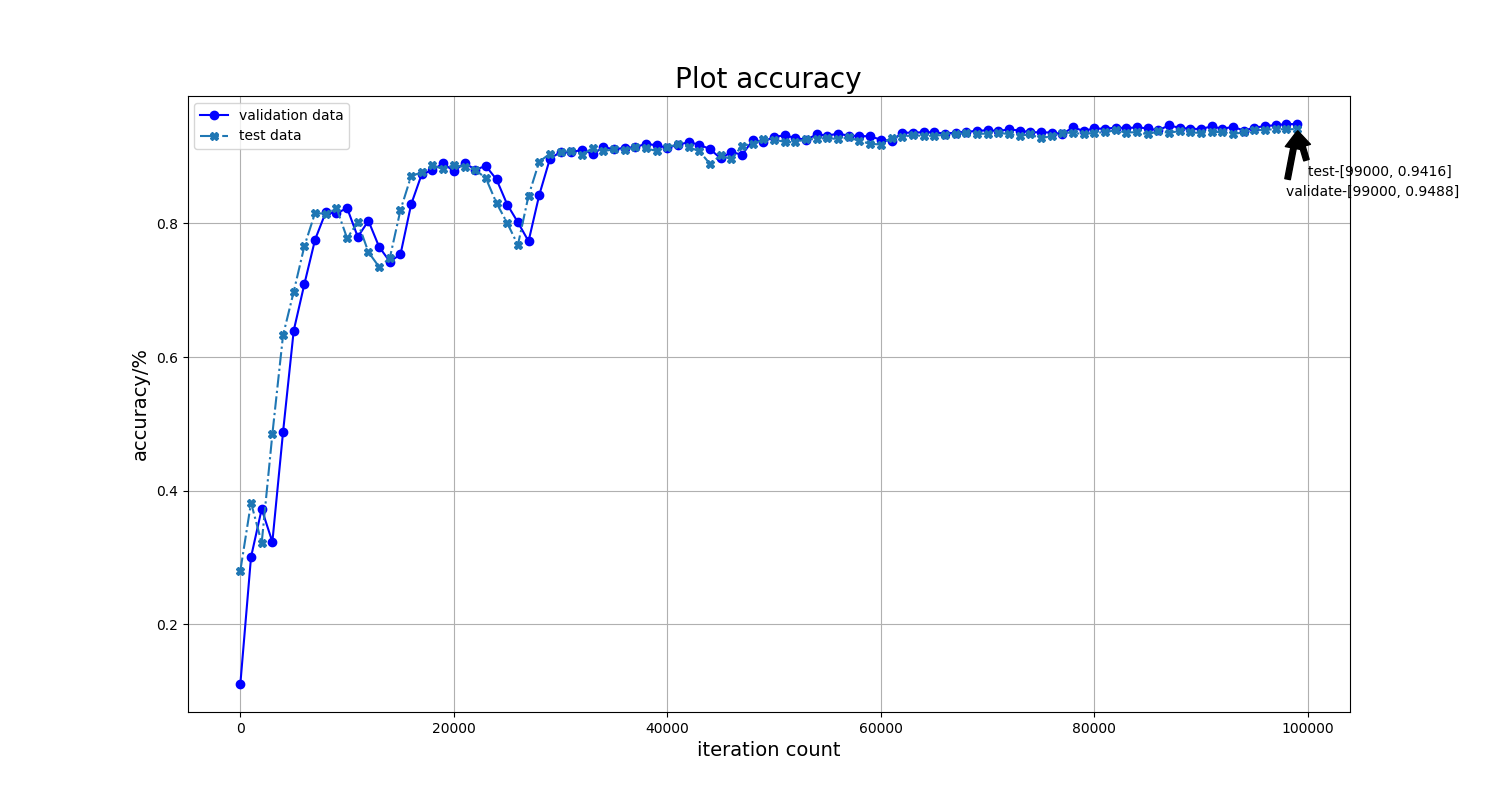 Plot accuracy
validation data
test data
accuracy/%
0.8
0.6
0.4
0.2
test-[99000, 0.9416]
validate-[99000, 0.9488]
0
20000
40000
60000
80000
100000
iteration count